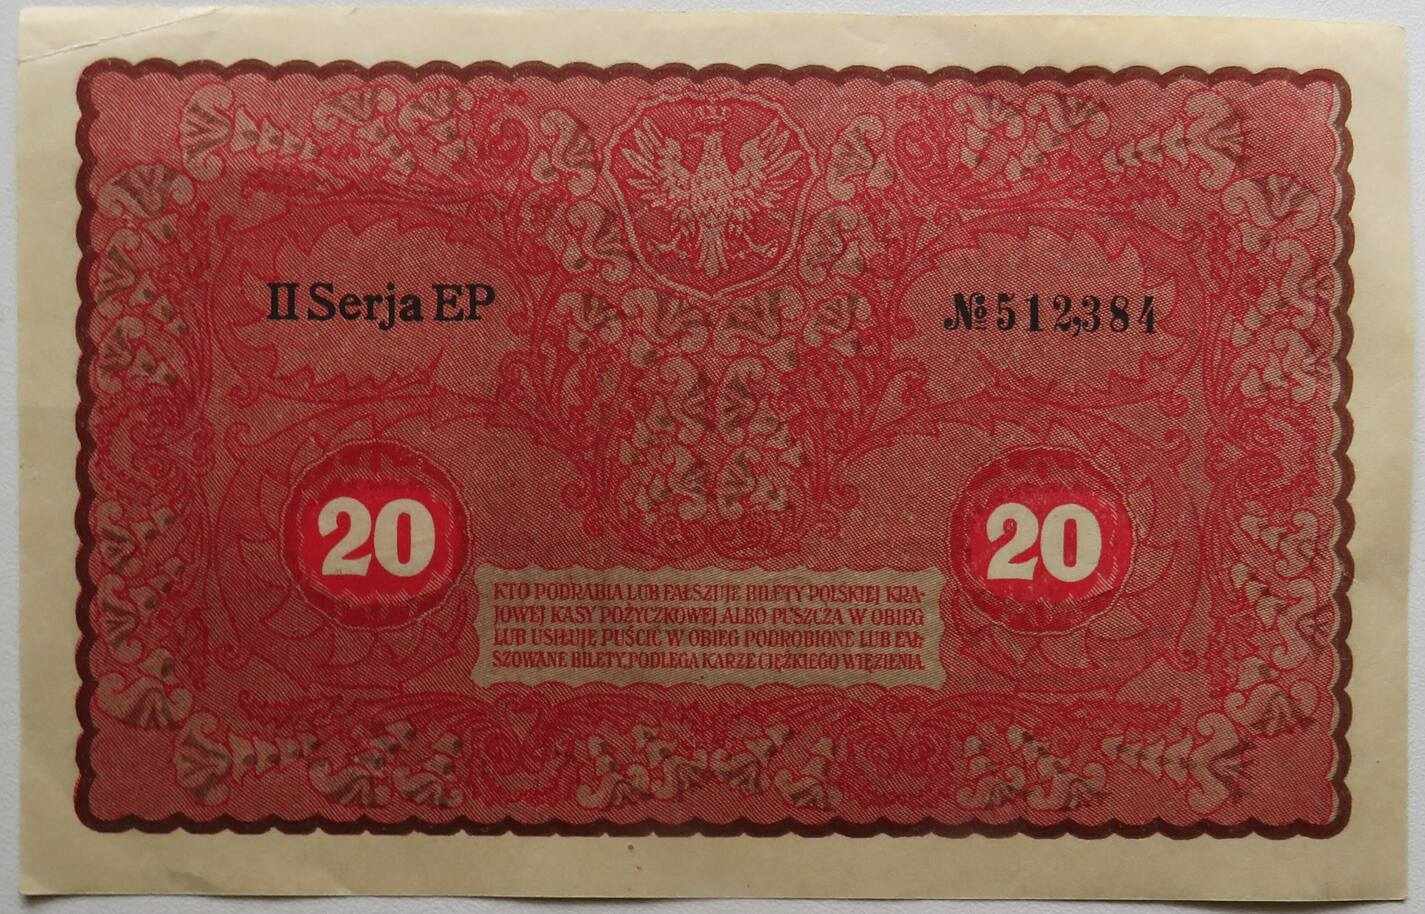 II Serja EP
№ 512,384
20
20
KTO PODRABIA LUB FAŁSZUJE BILETY POLSKIEJ KRA-
JOWEJ KASY POŻYCZKOWEJ ALBO PUSZCZA W OBIEG
LUB USIŁUJE PUŚCIĆ W OBIEG PODROBIONE LUB FAŁ-
SZOWANE BILETY, PODLEGA KARZE CIĘŻKIEGO WIĘZIENIA.